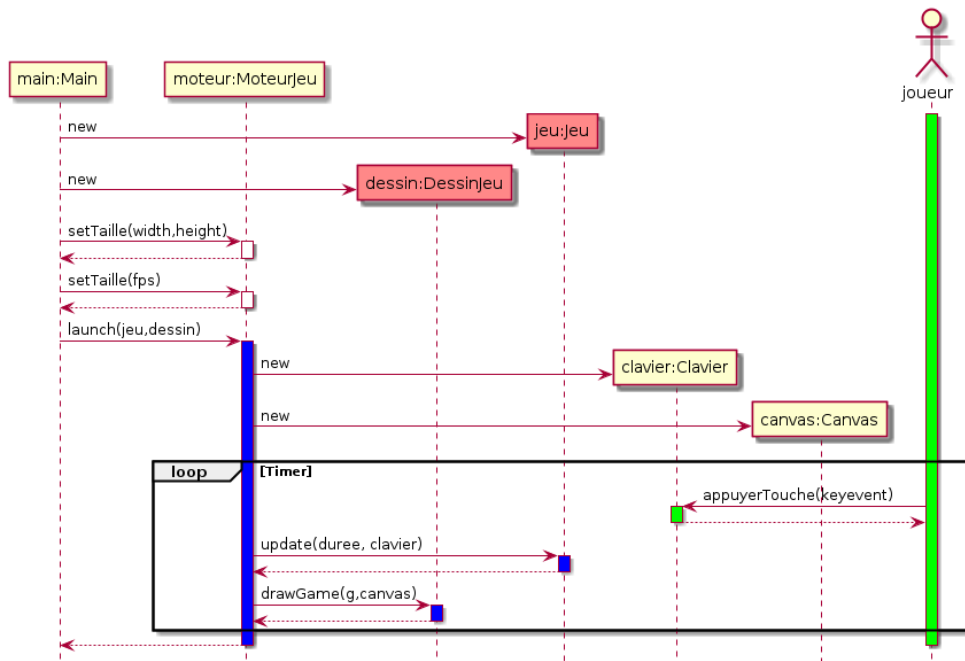 joueur
main:Main
moteur:MoteurJeu
new
jeu:Jeu
new
dessin:DessinJeu
setTaille(width,height)
setTaille(fps)
launch(jeu,dessin)
new
clavier:Clavier
new
canvas:Canvas
loop
[Timer]
appuyerTouche(keyevent)
update(duree, clavier)
drawGame(g,canvas)